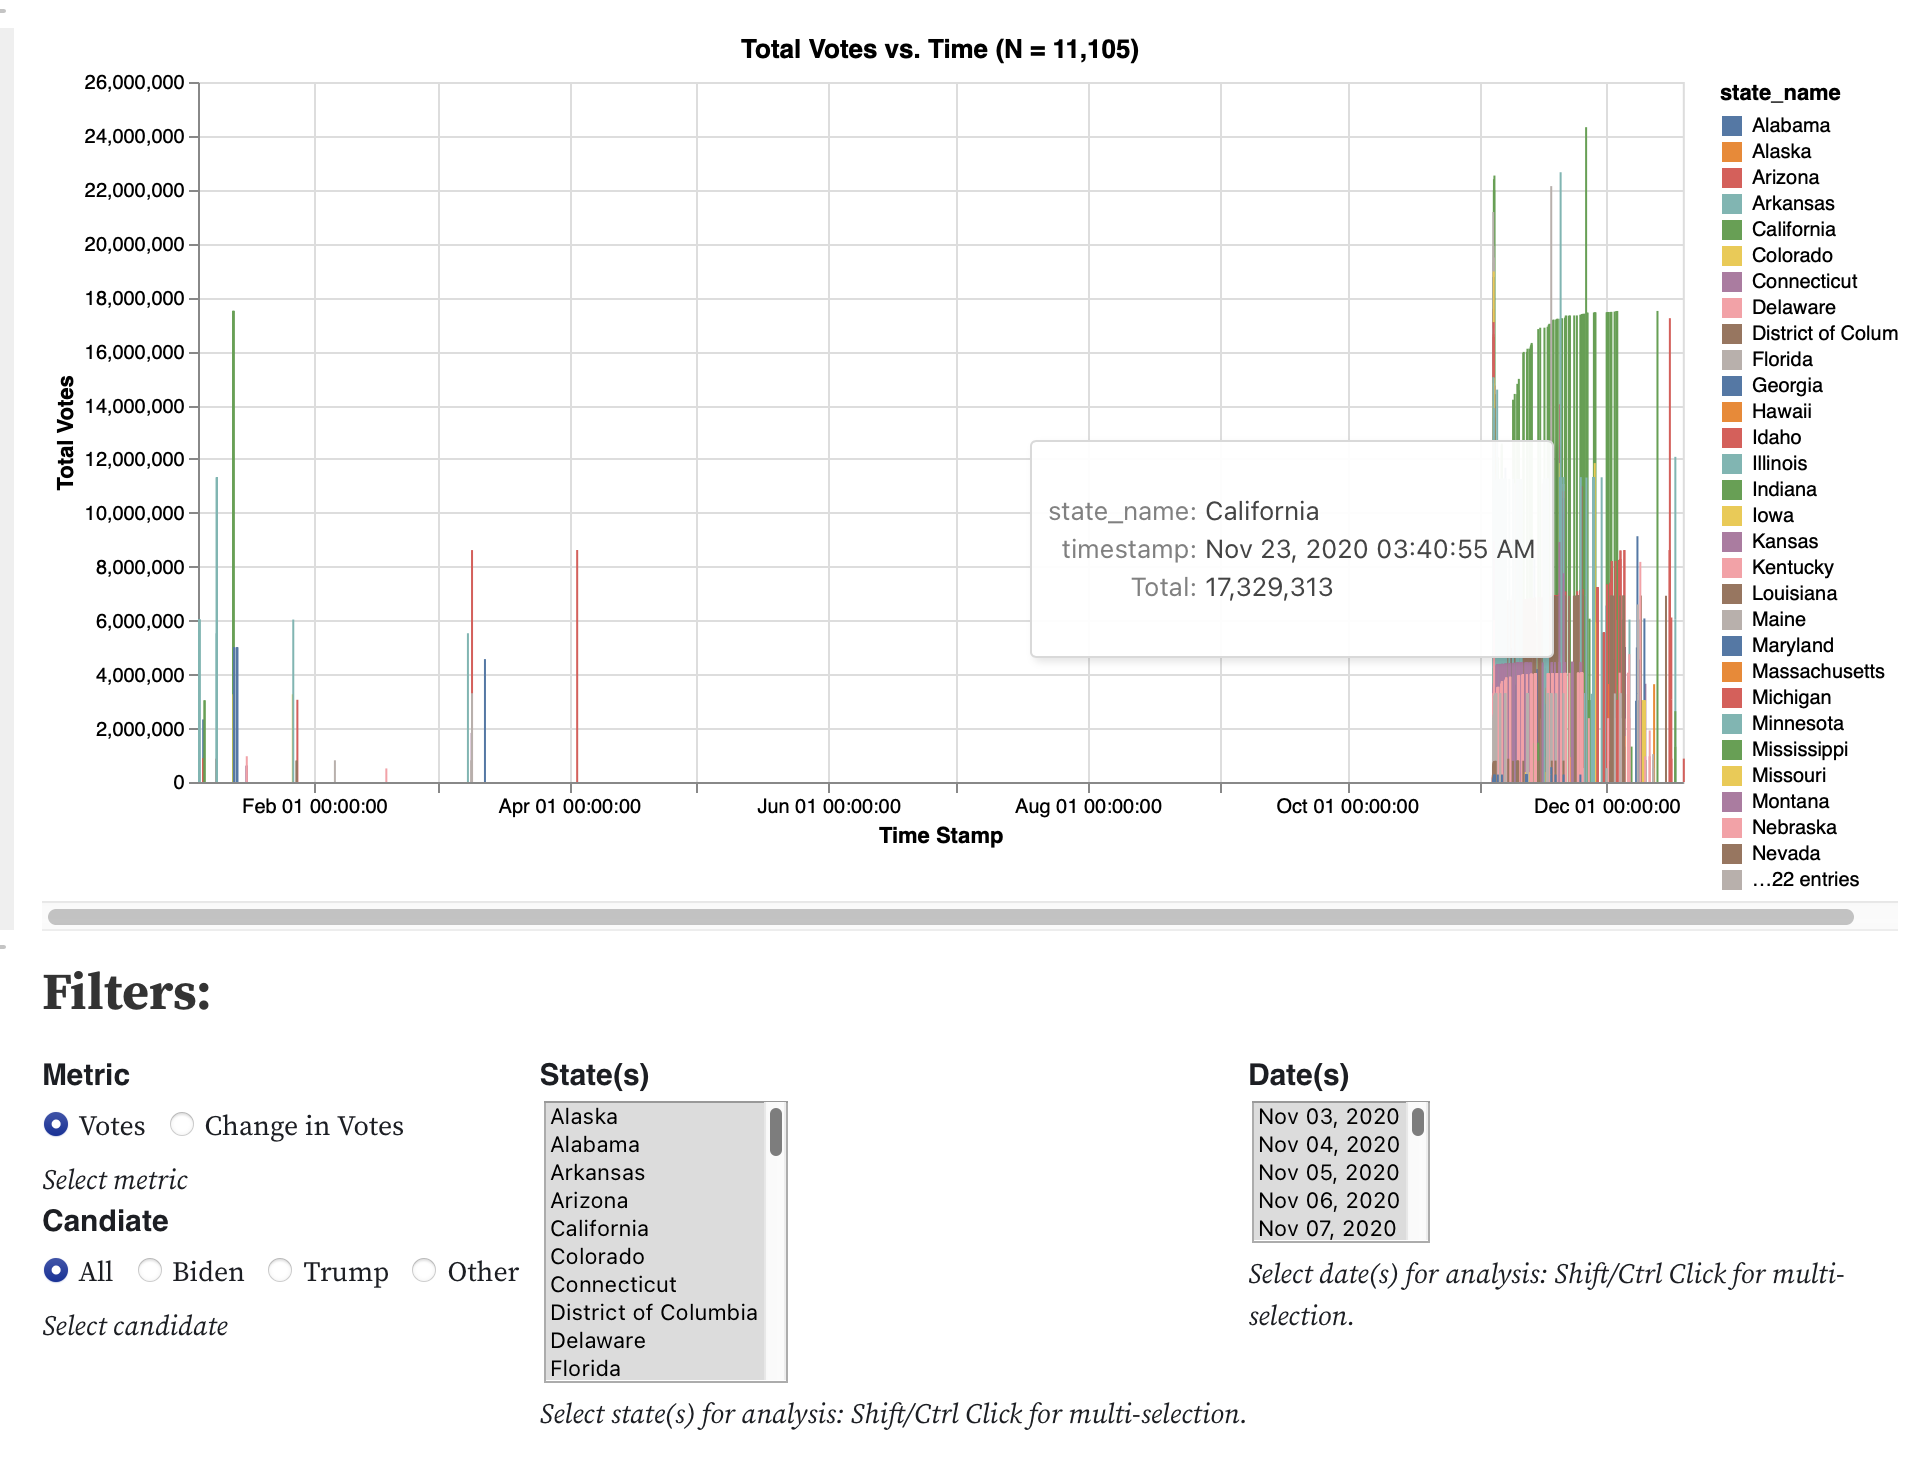 Total Votes vs. Time (N = 11,105)
26,000,000
24,000,000
22,000,000
20,000,000
18,000,000
16,000,000
14,000,000
12,000,000
10,000,000
8,000,000
6,000,000
4,000,000
2,000,000
0
Total Votes
Feb 01 00:00:00
Apr 01 00:00:00
Jun 01 00:00:00
Aug 01 00:00:00
Oct 01 00:00:00
Dec 01 00:00:00
Time Stamp
state_name: California
timestamp: Nov 23, 2020 03:40:55 AM
Total: 17,329,313
state_name
Alabama
Alaska
Arizona
Arkansas
California
Colorado
Connecticut
Delaware
District of Colum
Florida
Georgia
Hawaii
Idaho
Illinois
Indiana
Iowa
Kansas
Kentucky
Louisiana
Maine
Maryland
Massachusetts
Michigan
Minnesota
Mississippi
Missouri
Montana
Nebraska
Nevada
…22 entries
Filters:
Metric
Votes
Change in Votes
Select metric
Candiate
All
Biden
Trump
Other
Select candidate
State(s)
Alaska
Alabama
Arkansas
Arizona
California
Colorado
Connecticut
District of Columbia
Delaware
Florida
Select state(s) for analysis: Shift/Ctrl Click for multi-selection.
Date(s)
Nov 03, 2020
Nov 04, 2020
Nov 05, 2020
Nov 06, 2020
Nov 07, 2020
Select date(s) for analysis: Shift/Ctrl Click for multi-
selection.